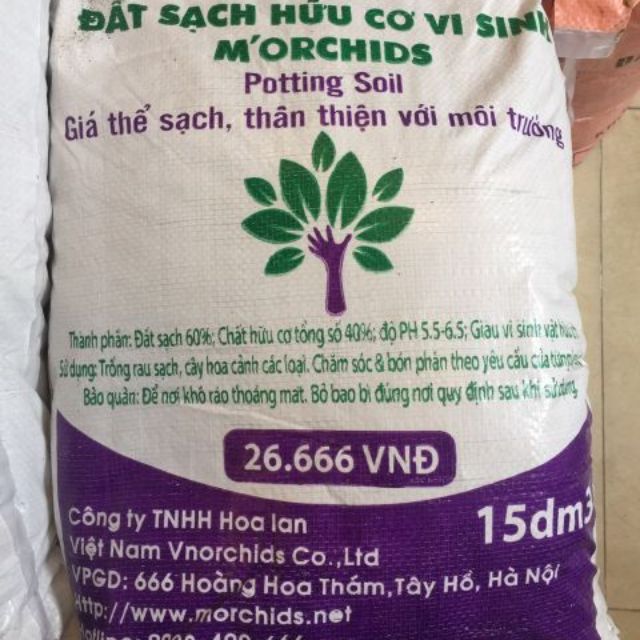 ĐẤT SẠCH HỮU CƠ VI SINH
M'ORCHIDS
Potting Soil
Giá thể sạch, thân thiện với môi trường
Thành phần: Đất sạch 60%; Chất hữu cơ tổng số 40%; độ PH 5.5-6.5; Giàu vi sinh vật hữu
Sử dụng: Trồng rau sạch, cây hoa cảnh các loại. Chăm sóc & bón phân theo yêu cầu của từng
Bảo quản: Để nơi khô ráo thoáng mát. Bỏ bao bì đúng nơi quy định sau khi sử dụng
26.666 VNĐ
15dm3
Công ty TNHH Hoa lan
Việt Nam Vnorchids Co.,Ltd
VPGD: 666 Hoàng Hoa Thám,Tây Hồ, Hà Nội
Http://www.morchids.net